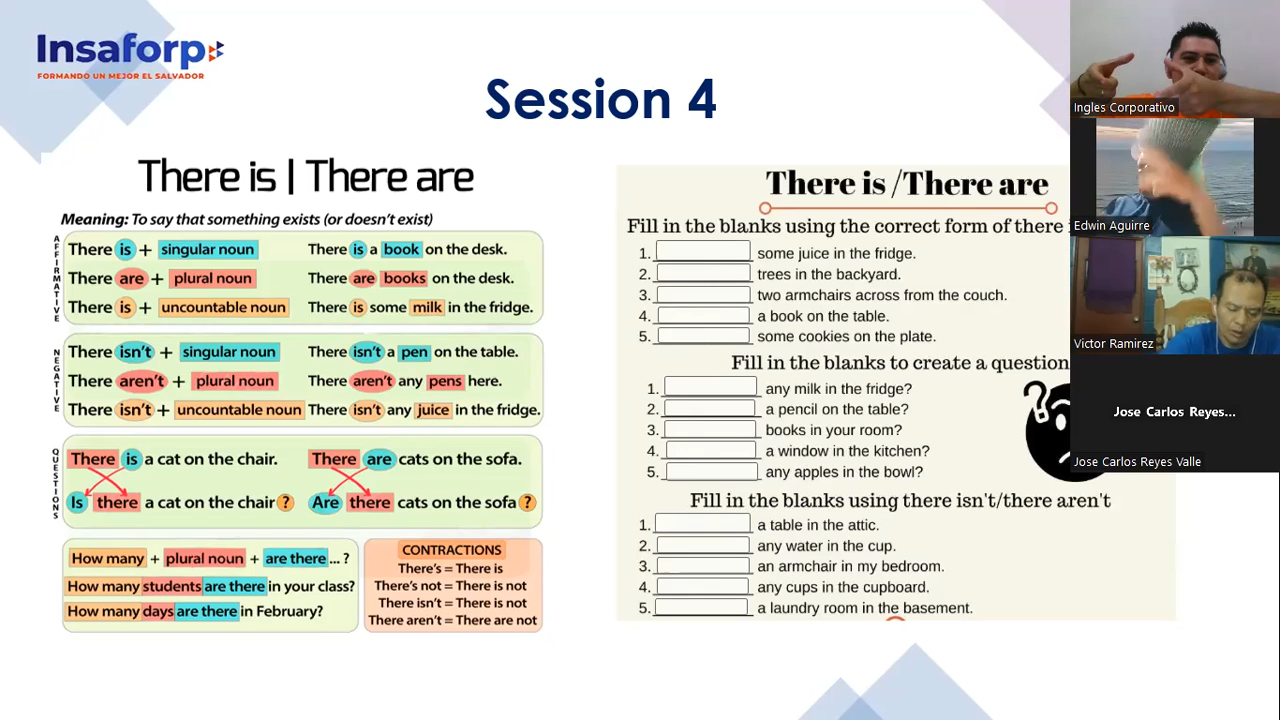 Insaforp
FORMANDO UN MEJOR EL SALVADOR
Session 4
There is | There are
Meaning: To say that something exists (or doesn't exist)
AFFIRMATIVE
There is + singular noun There is a book on the desk.
There are + plural noun There are books on the desk.
There is + uncountable noun There is some milk in the fridge.
NEGATIVE
There isn't + singular noun There isn't a pen on the table.
There aren't + plural noun There aren't any pens here.
There isn't + uncountable noun There isn't any juice in the fridge.
QUESTIONS
There is a cat on the chair. There are cats on the sofa.
Is there a cat on the chair? Are there cats on the sofa?
How many + plural noun + are there... ?
How many students are there in your class?
How many days are there in February?
CONTRACTIONS
There's = There is
There's not = There is not
There isn't = There is not
There aren't = There are not
There is /There are
Fill in the blanks using the correct form of there
1. some juice in the fridge.
2. trees in the backyard.
3. two armchairs across from the couch.
4. a book on the table.
5. some cookies on the plate.
Fill in the blanks to create a question
1. any milk in the fridge?
2. a pencil on the table?
3. books in your room?
4. a window in the kitchen?
5. any apples in the bowl?
Fill in the blanks using there isn't/there aren't
1. a table in the attic.
2. any water in the cup.
3. an armchair in my bedroom.
4. any cups in the cupboard.
5. a laundry room in the basement.
Ingles Corporativo
Edwin Aguirre
Victor Ramirez
Jose Carlos Reyes...
Jose Carlos Reyes Valle